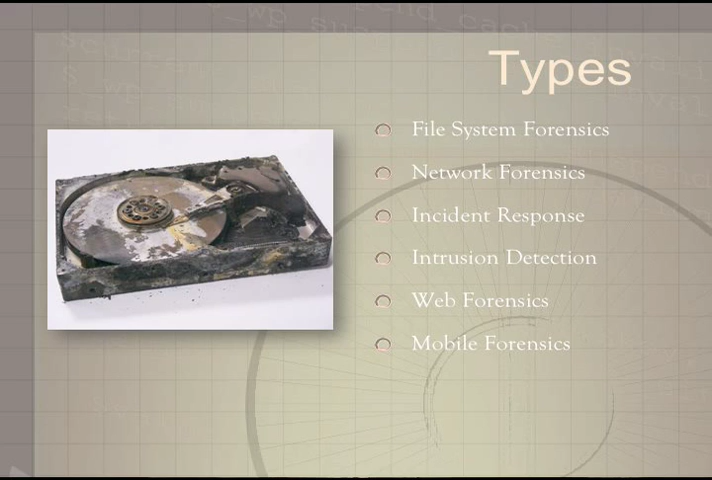 Types
File System Forensics
Network Forensics
Incident Response
Intrusion Detection
Web Forensics
Mobile Forensics